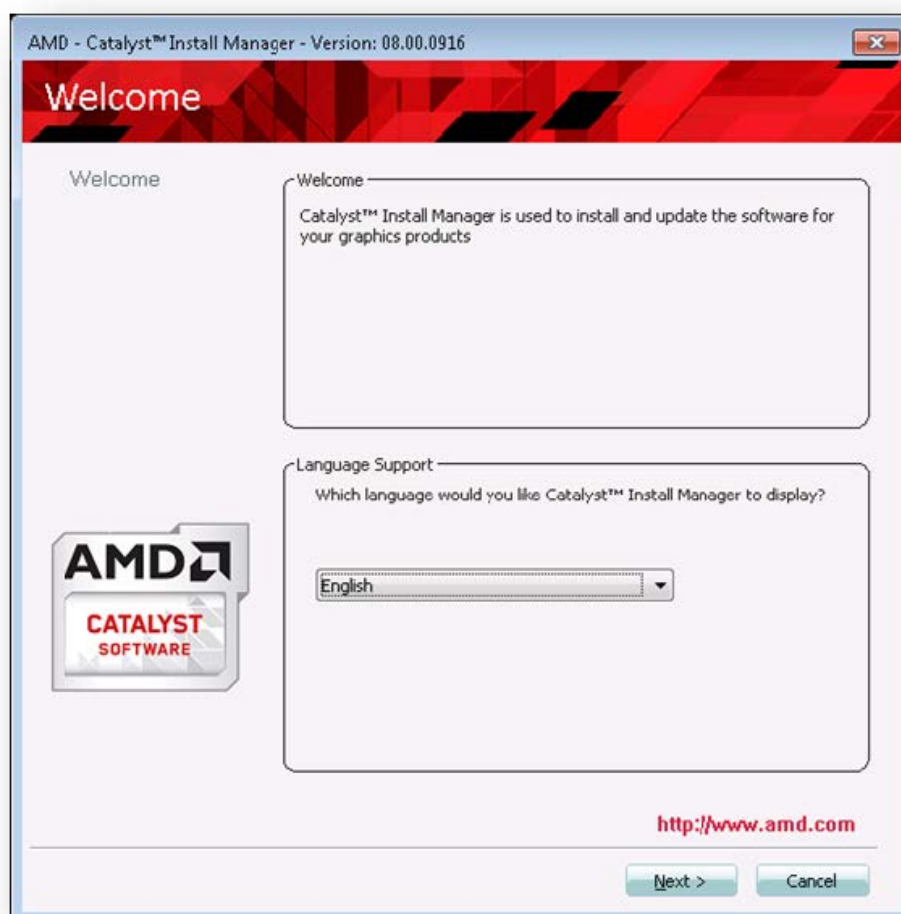 AMD - Catalyst™ Install Manager - Version: 08.00.0916
Welcome
Welcome
Welcome
Catalyst™ Install Manager is used to install and update the software for
your graphics products
Language Support
Which language would you like Catalyst™ Install Manager to display?
English
AMD
CATALYST
SOFTWARE
http://www.amd.com
Next >
Cancel